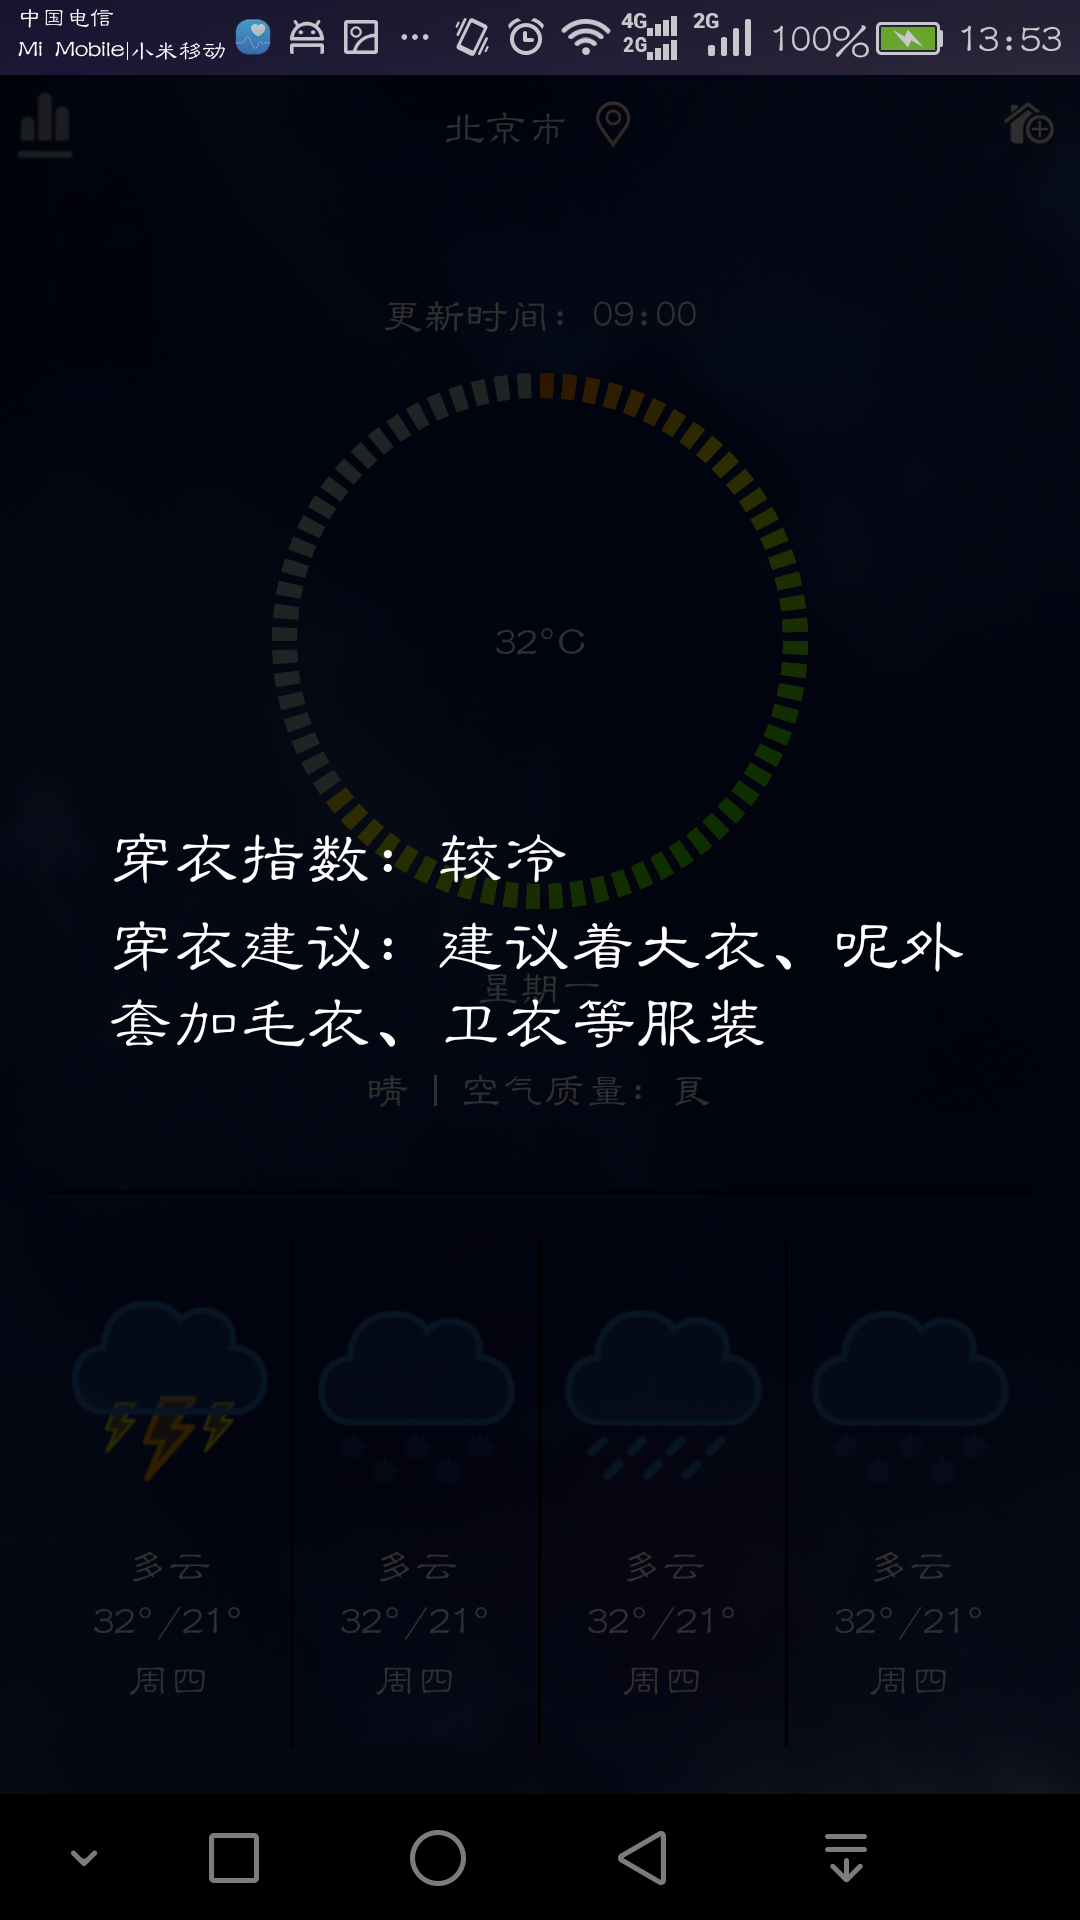 中国电信
Mi Mobile|小米移动
4G 2G 2G 100% 13:53
北京市
更新时间：09:00
32°C
穿衣指数：较冷
穿衣建议：建议着大衣、呢外
套加毛衣、卫衣等服装
星期一
晴 | 空气质量：良
多云 多云 多云 多云
32°/21° 32°/21° 32°/21° 32°/21°
周四 周四 周四 周四